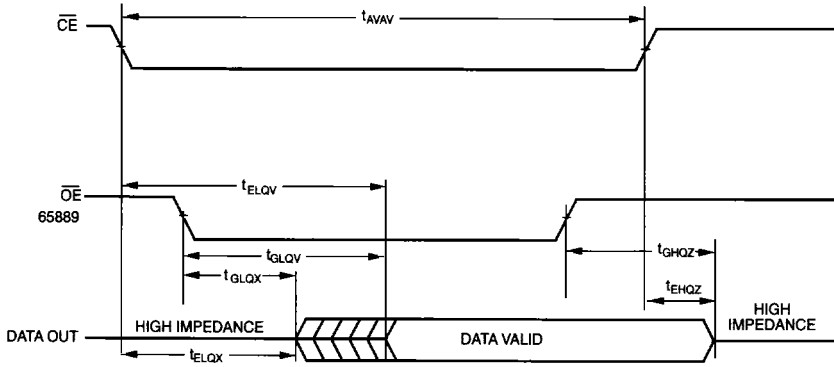 CE
tAVAV
OE
65889
tELQV
tGLQV
tGLQX
tGHQZ
tEHQZ
DATA OUT
HIGH IMPEDANCE
DATA VALID
HIGH
IMPEDANCE
tELQX